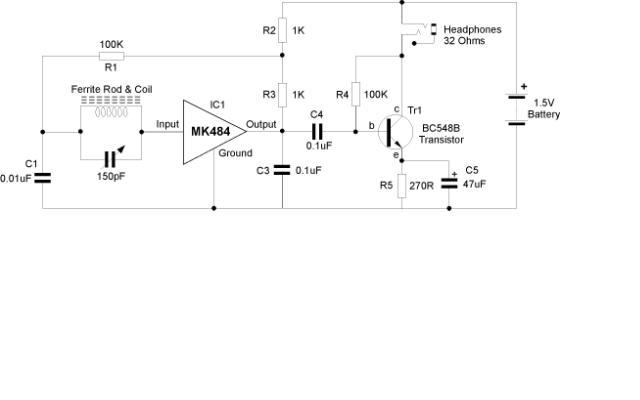 R2
1K
Headphones
32 Ohms
100K
R1
Ferrite Rod & Coil
R3
1K
R4
100K
IC1
MK484
Input
Output
Ground
C4
0.1uF
c
Tr1
b
e
BC548B
Transistor
+
1.5V
Battery
C1
0.01uF
150pF
C3
0.1uF
R5
270R
+
C5
47uF